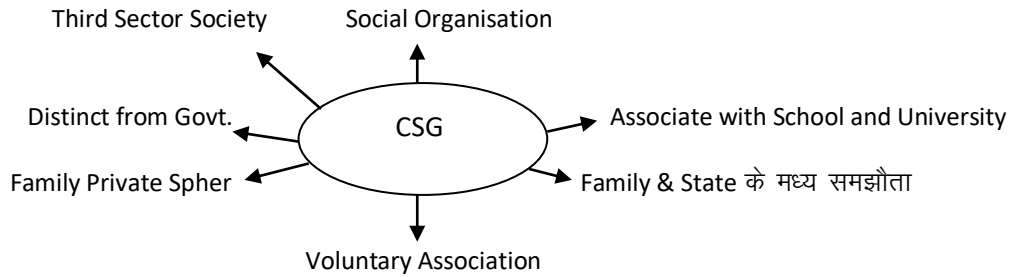 Third Sector Society
Social Organisation
Distinct from Govt.
CSG
Associate with School and University
Family Private Spher
Family & State के मध्य समझौता
Voluntary Association